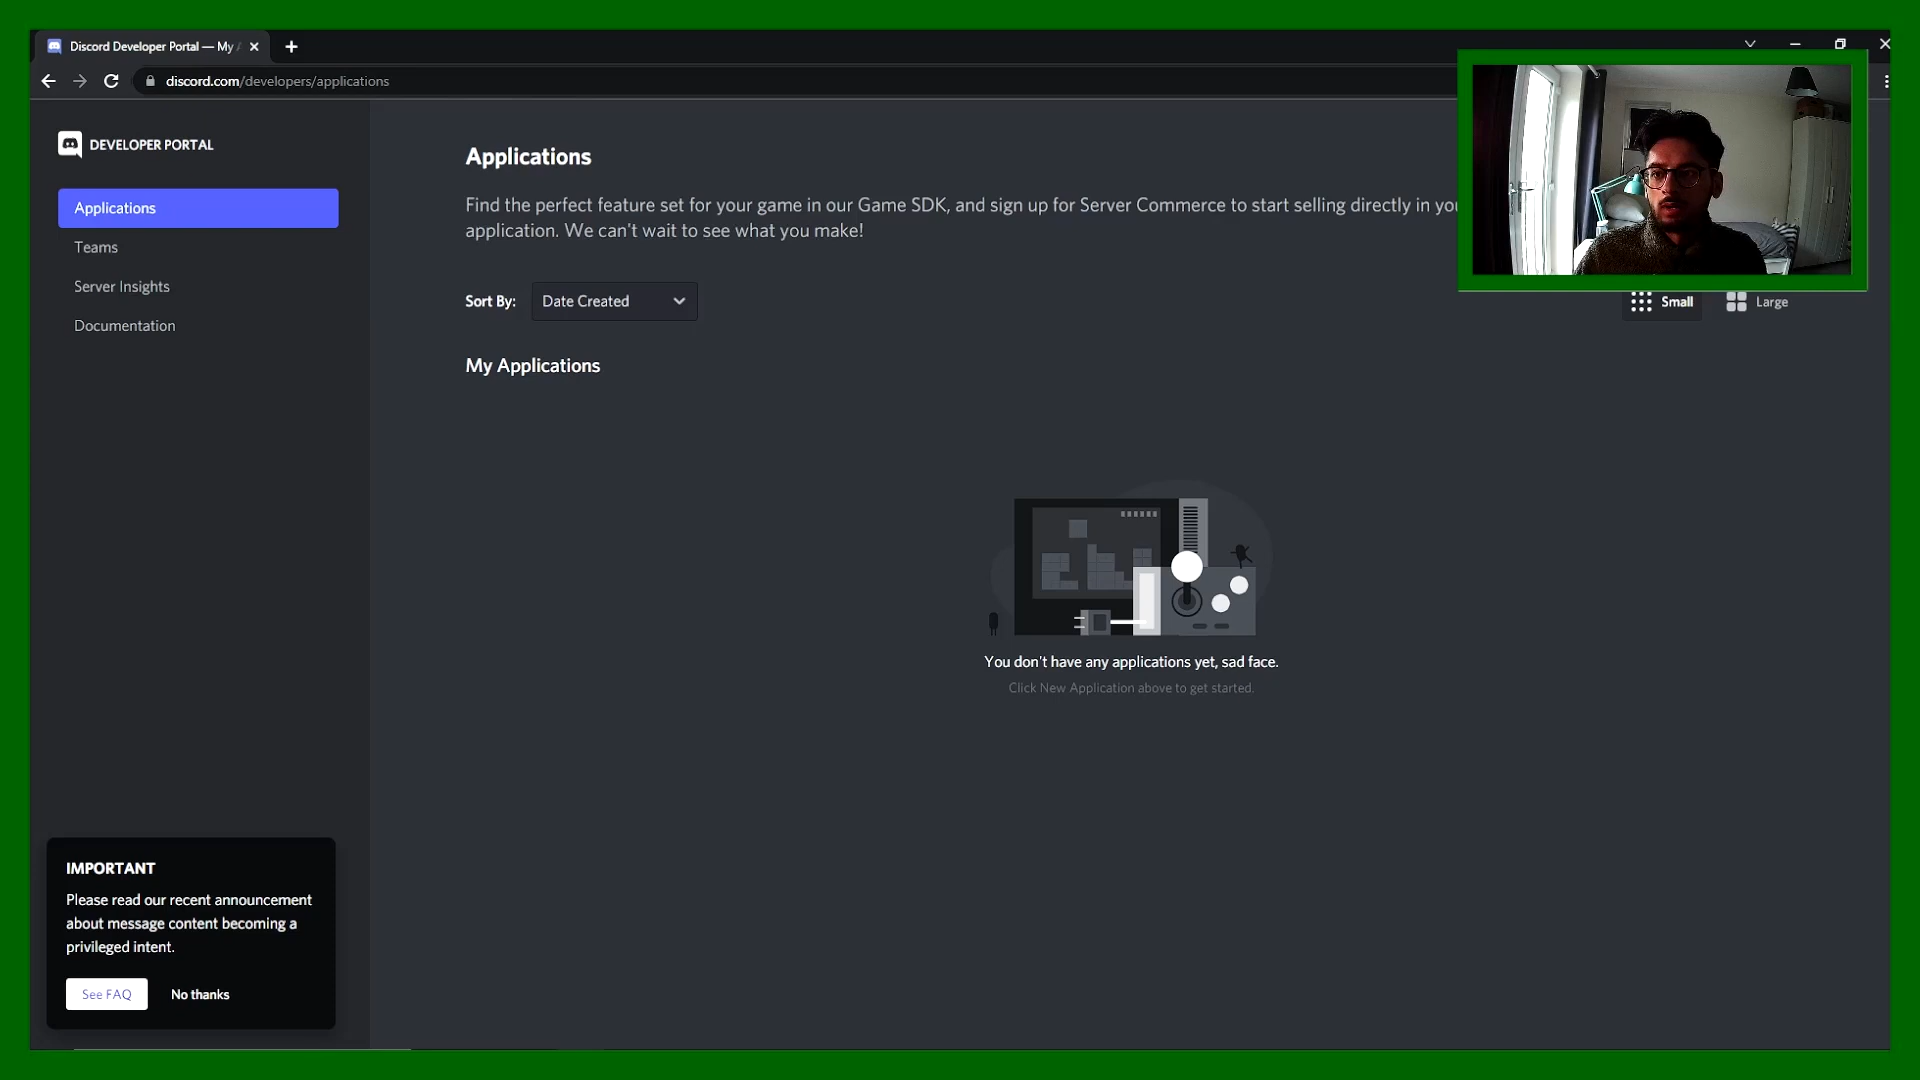 Discord Developer Portal — My
discord.com/developers/applications
DEVELOPER PORTAL
Applications
Teams
Server Insights
Documentation
Applications
Find the perfect feature set for your game in our Game SDK, and sign up for Server Commerce to start selling directly in
application. We can't wait to see what you make!
Sort By: Date Created
Small Large
My Applications
You don't have any applications yet, sad face.
Click New Application above to get started.
IMPORTANT
Please read our recent announcement
about message content becoming a
privileged intent.
See FAQ No thanks